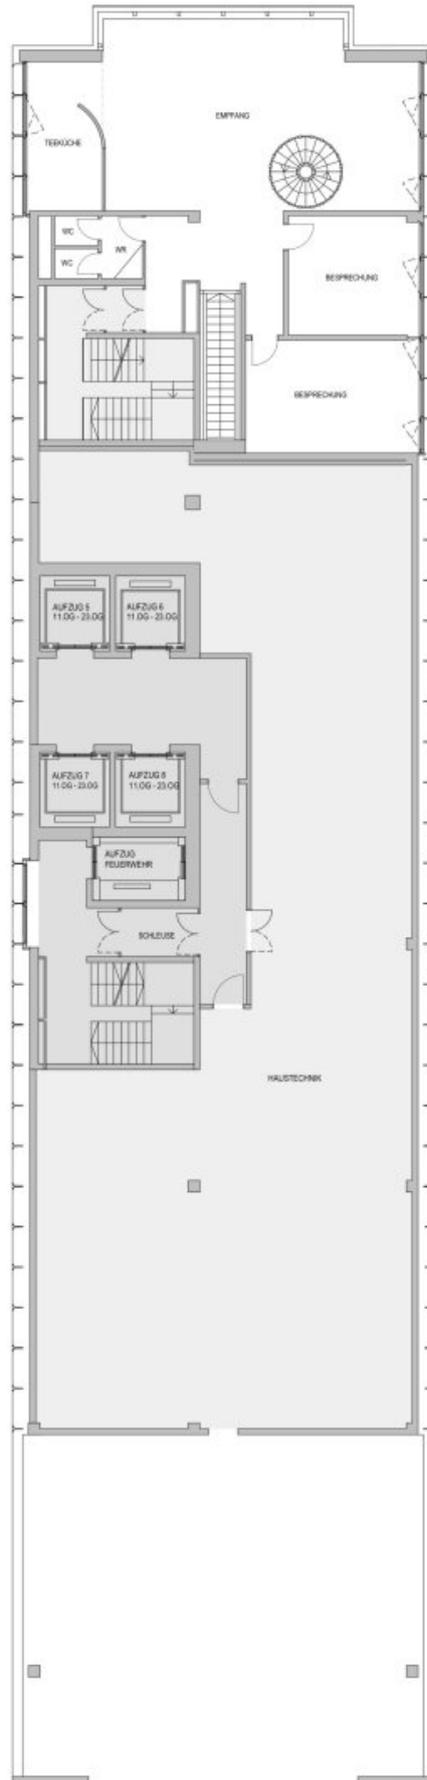 EMPFANG
TEEKÜCHE
WC
WR
WC
BESPRECHUNG
BESPRECHUNG
AUFZUG 5
11.OG - 23.OG
AUFZUG 6
11.OG - 23.OG
AUFZUG 7
11.OG - 23.OG
AUFZUG 8
11.OG - 23.OG
AUFZUG
FEUERWEHR
SCHLEUSE
HAUSTECHNIK